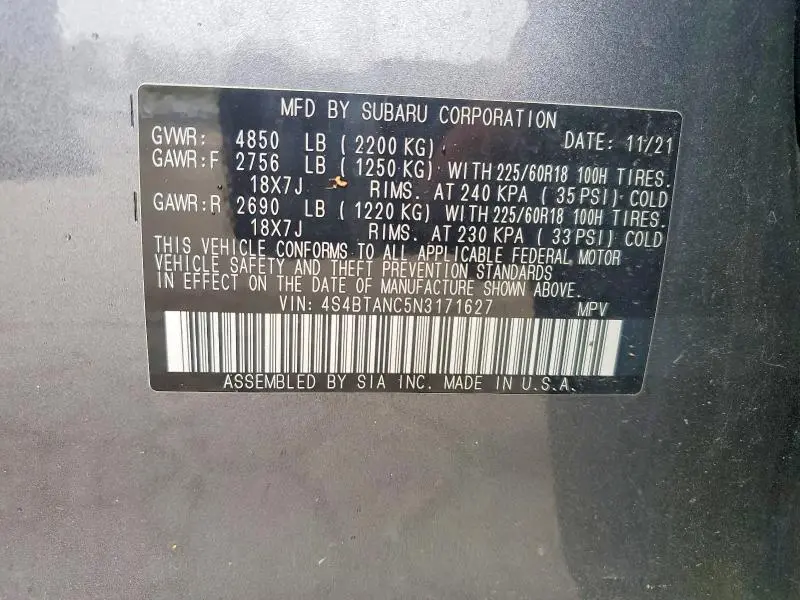 MFD BY SUBARU CORPORATION
GVWR: 4850 LB ( 2200 KG) DATE: 11/21
GAWR:F 2756 LB ( 1250 KG) WITH 225/60R18 100H TIRES.
18X7J RIMS. AT 240 KPA ( 35 PSI) COLD
GAWR:R 2690 LB ( 1220 KG) WITH 225/60R18 100H TIRES.
18X7J RIMS. AT 230 KPA ( 33 PSI) COLD
THIS VEHICLE CONFORMS TO ALL APPLICABLE FEDERAL MOTOR
VEHICLE SAFETY AND THEFT PREVENTION STANDARDS
IN EFFECT ON THE DATE OF MANUFACTURE SHOWN ABOVE.
VIN: 4S4BTANC5N3171627 MPV
ASSEMBLED BY SIA INC. MADE IN U.S.A.